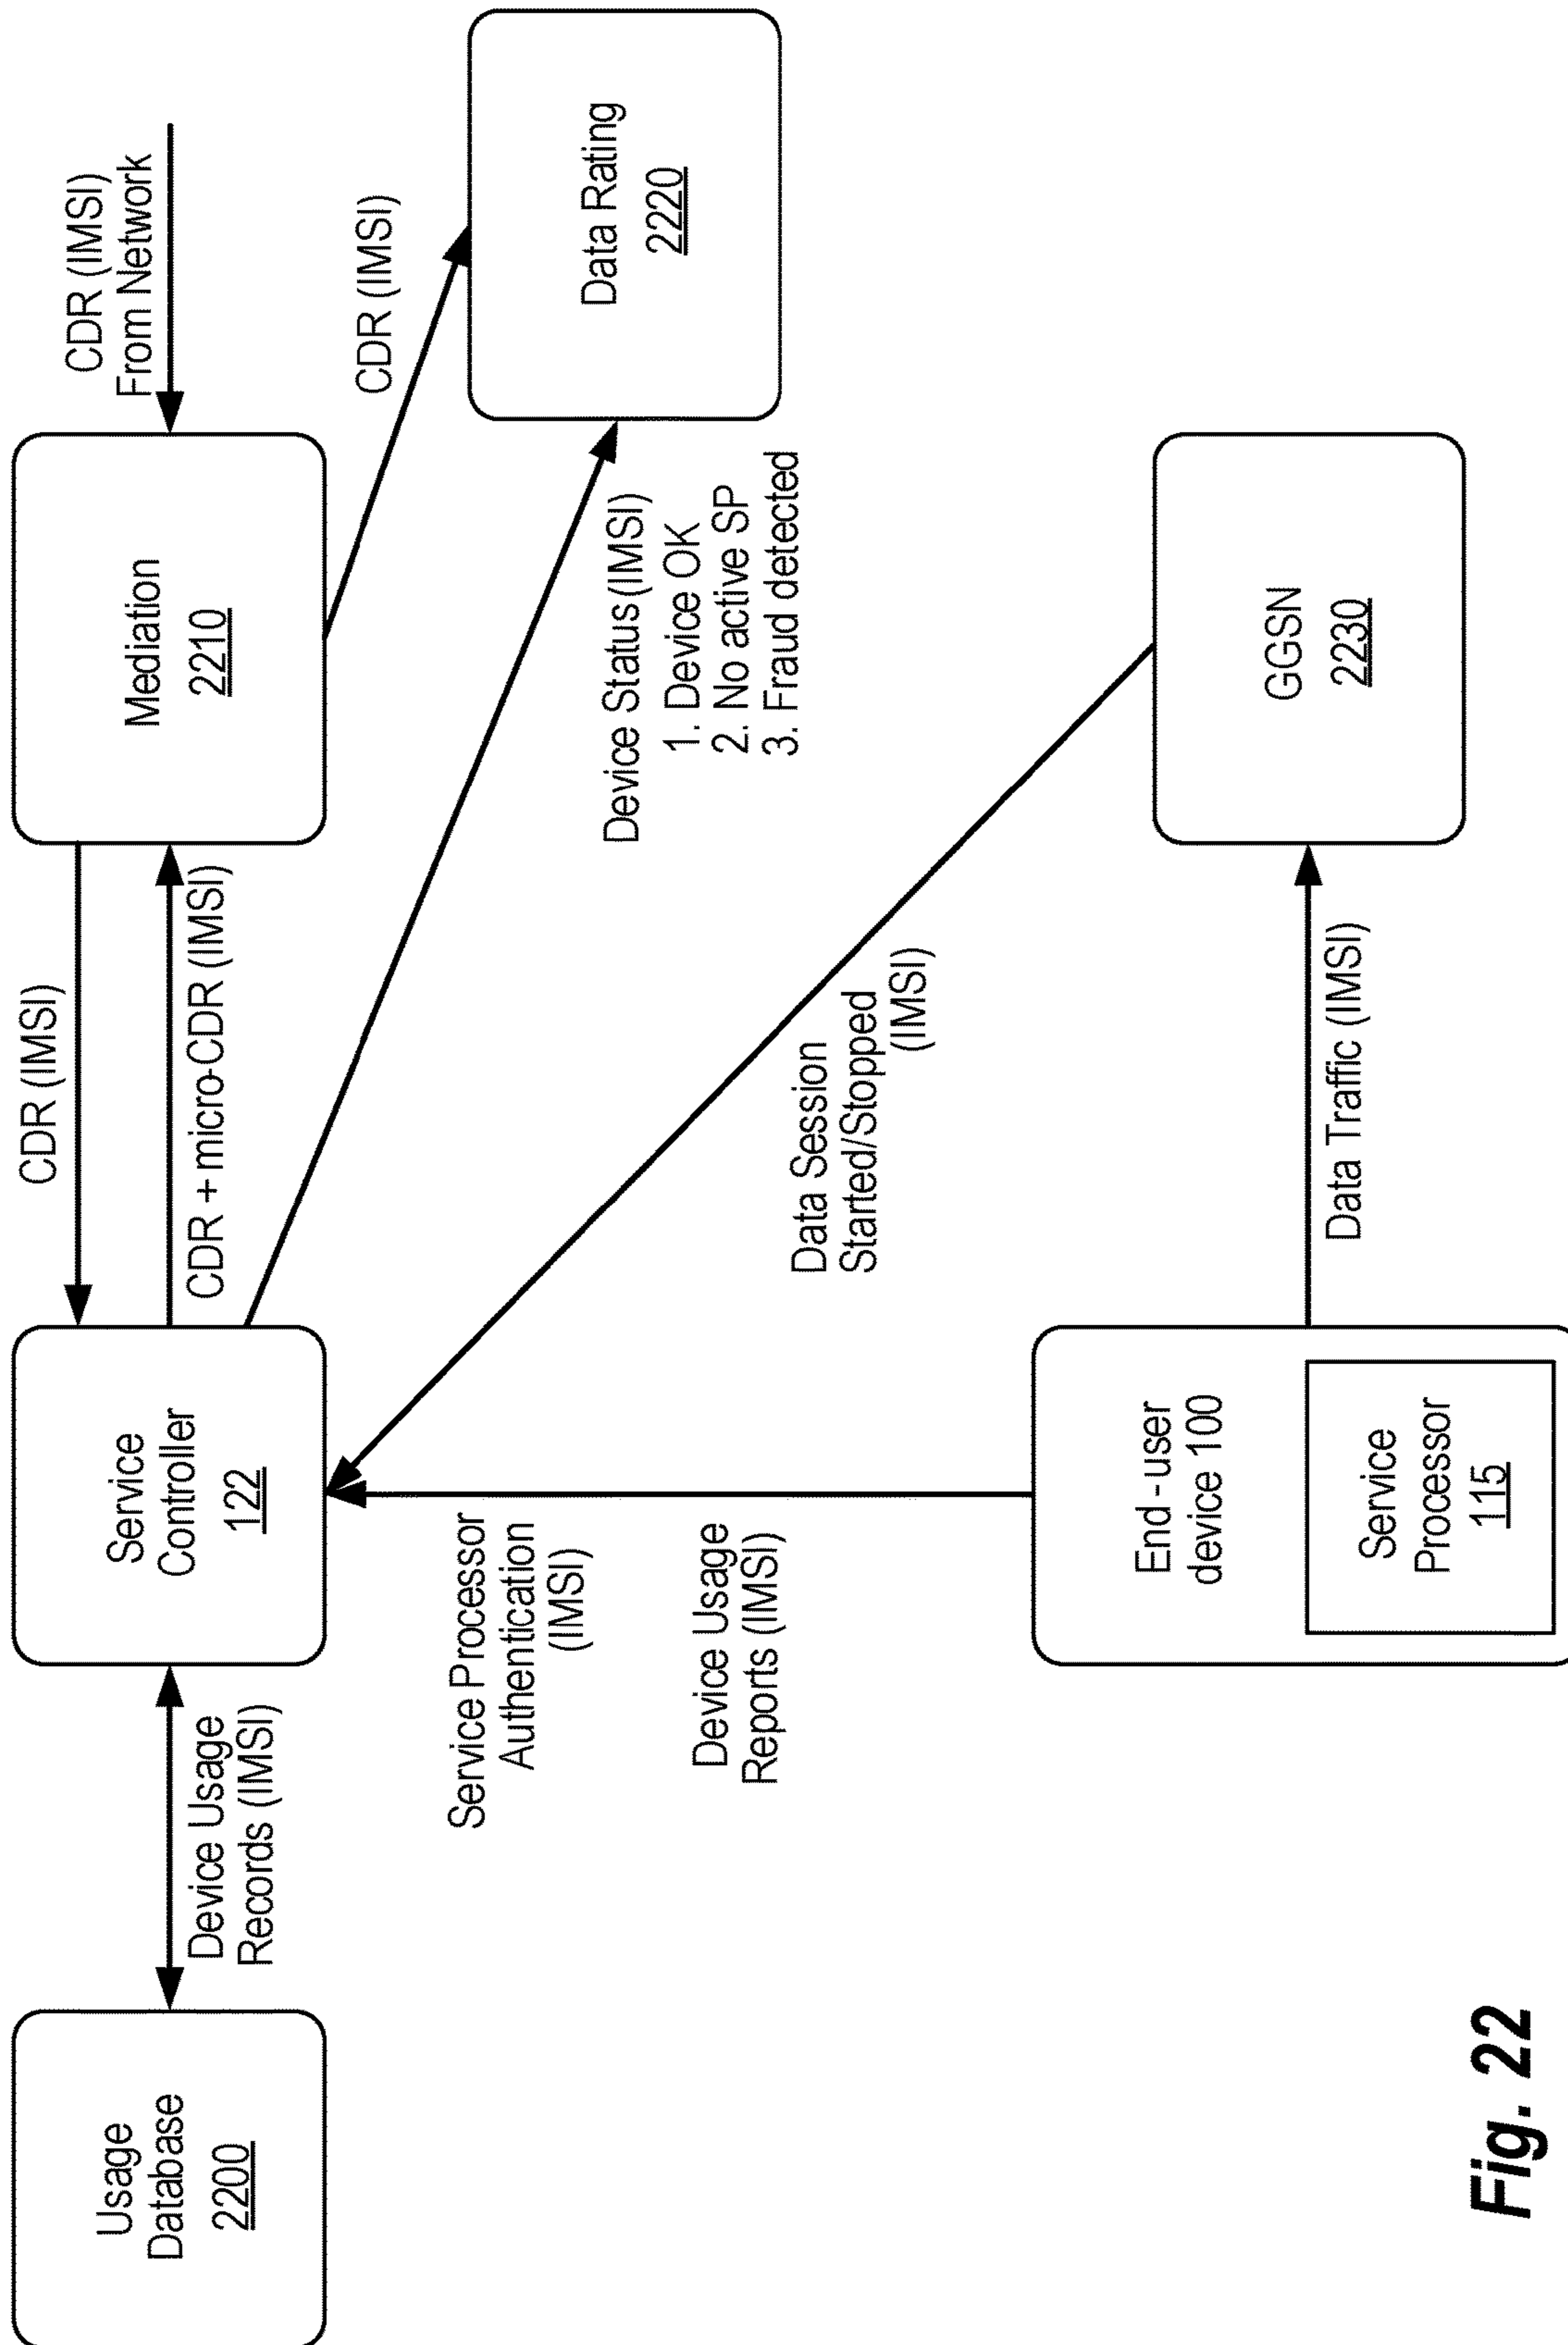 Usage
Database
2200
Device Usage
Records (IMSI)
Service
Controller
122
CDR (IMSI)
CDR + micro-CDR (IMSI)
Mediation
2210
CDR (IMSI)
From Network
CDR (IMSI)
Data Rating
2220
Device Status (IMSI)
1. Device OK
2. No active SP
3. Fraud detected
Service Processor
Authentication
(IMSI)
Device Usage
Reports (IMSI)
Data Session
Started/Stopped
(IMSI)
End-user
device 100
Service
Processor
115
Data Traffic (IMSI)
GGSN
2230
Fig. 22